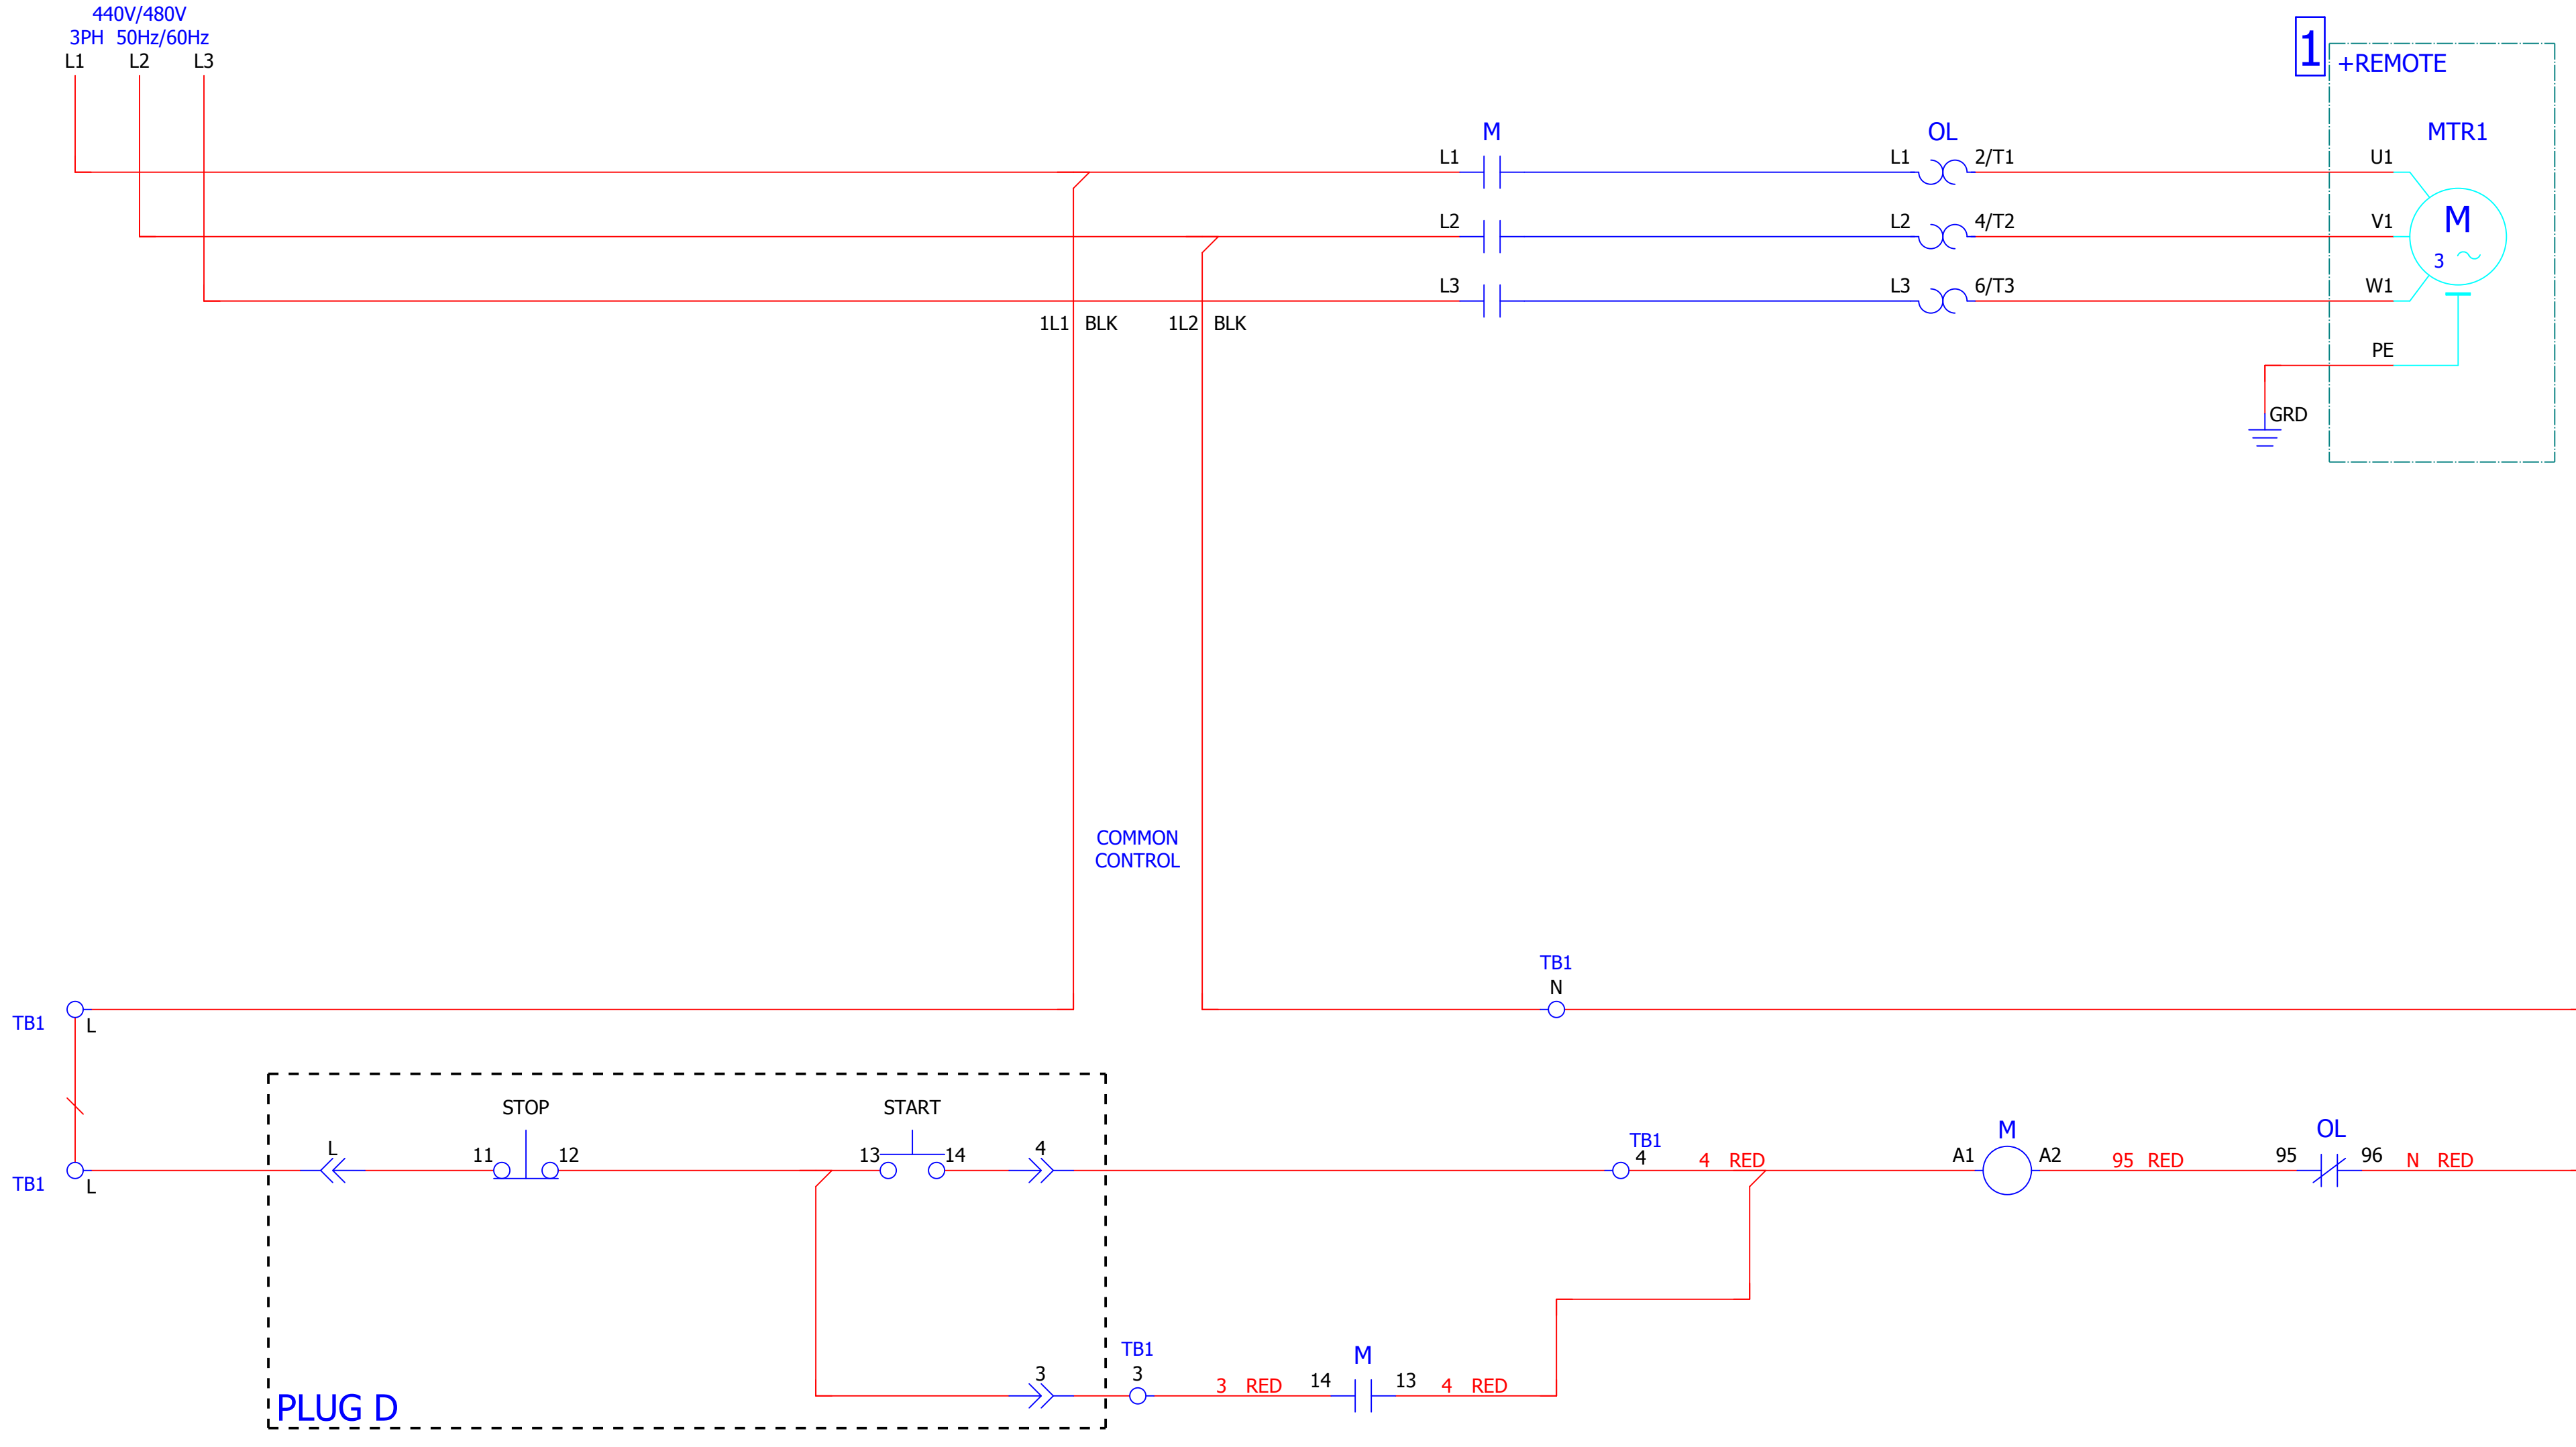 440V/480V
3PH 50Hz/60Hz
L1 L2 L3
1
+REMOTE
M OL MTR1
L1 L1 2/T1 U1
L2 L2 4/T2 V1
M
3
L3 L3 6/T3 W1
1L1 BLK 1L2 BLK
PE
GRD
COMMON
CONTROL
TB1
N
TB1 L
STOP START
TB1
M OL
L 11 12 13 14 4 4 4 RED A1 A2 95 RED 95 96 N RED
TB1 L
TB1 M
3 3 3 RED 14 13 4 RED
PLUG D